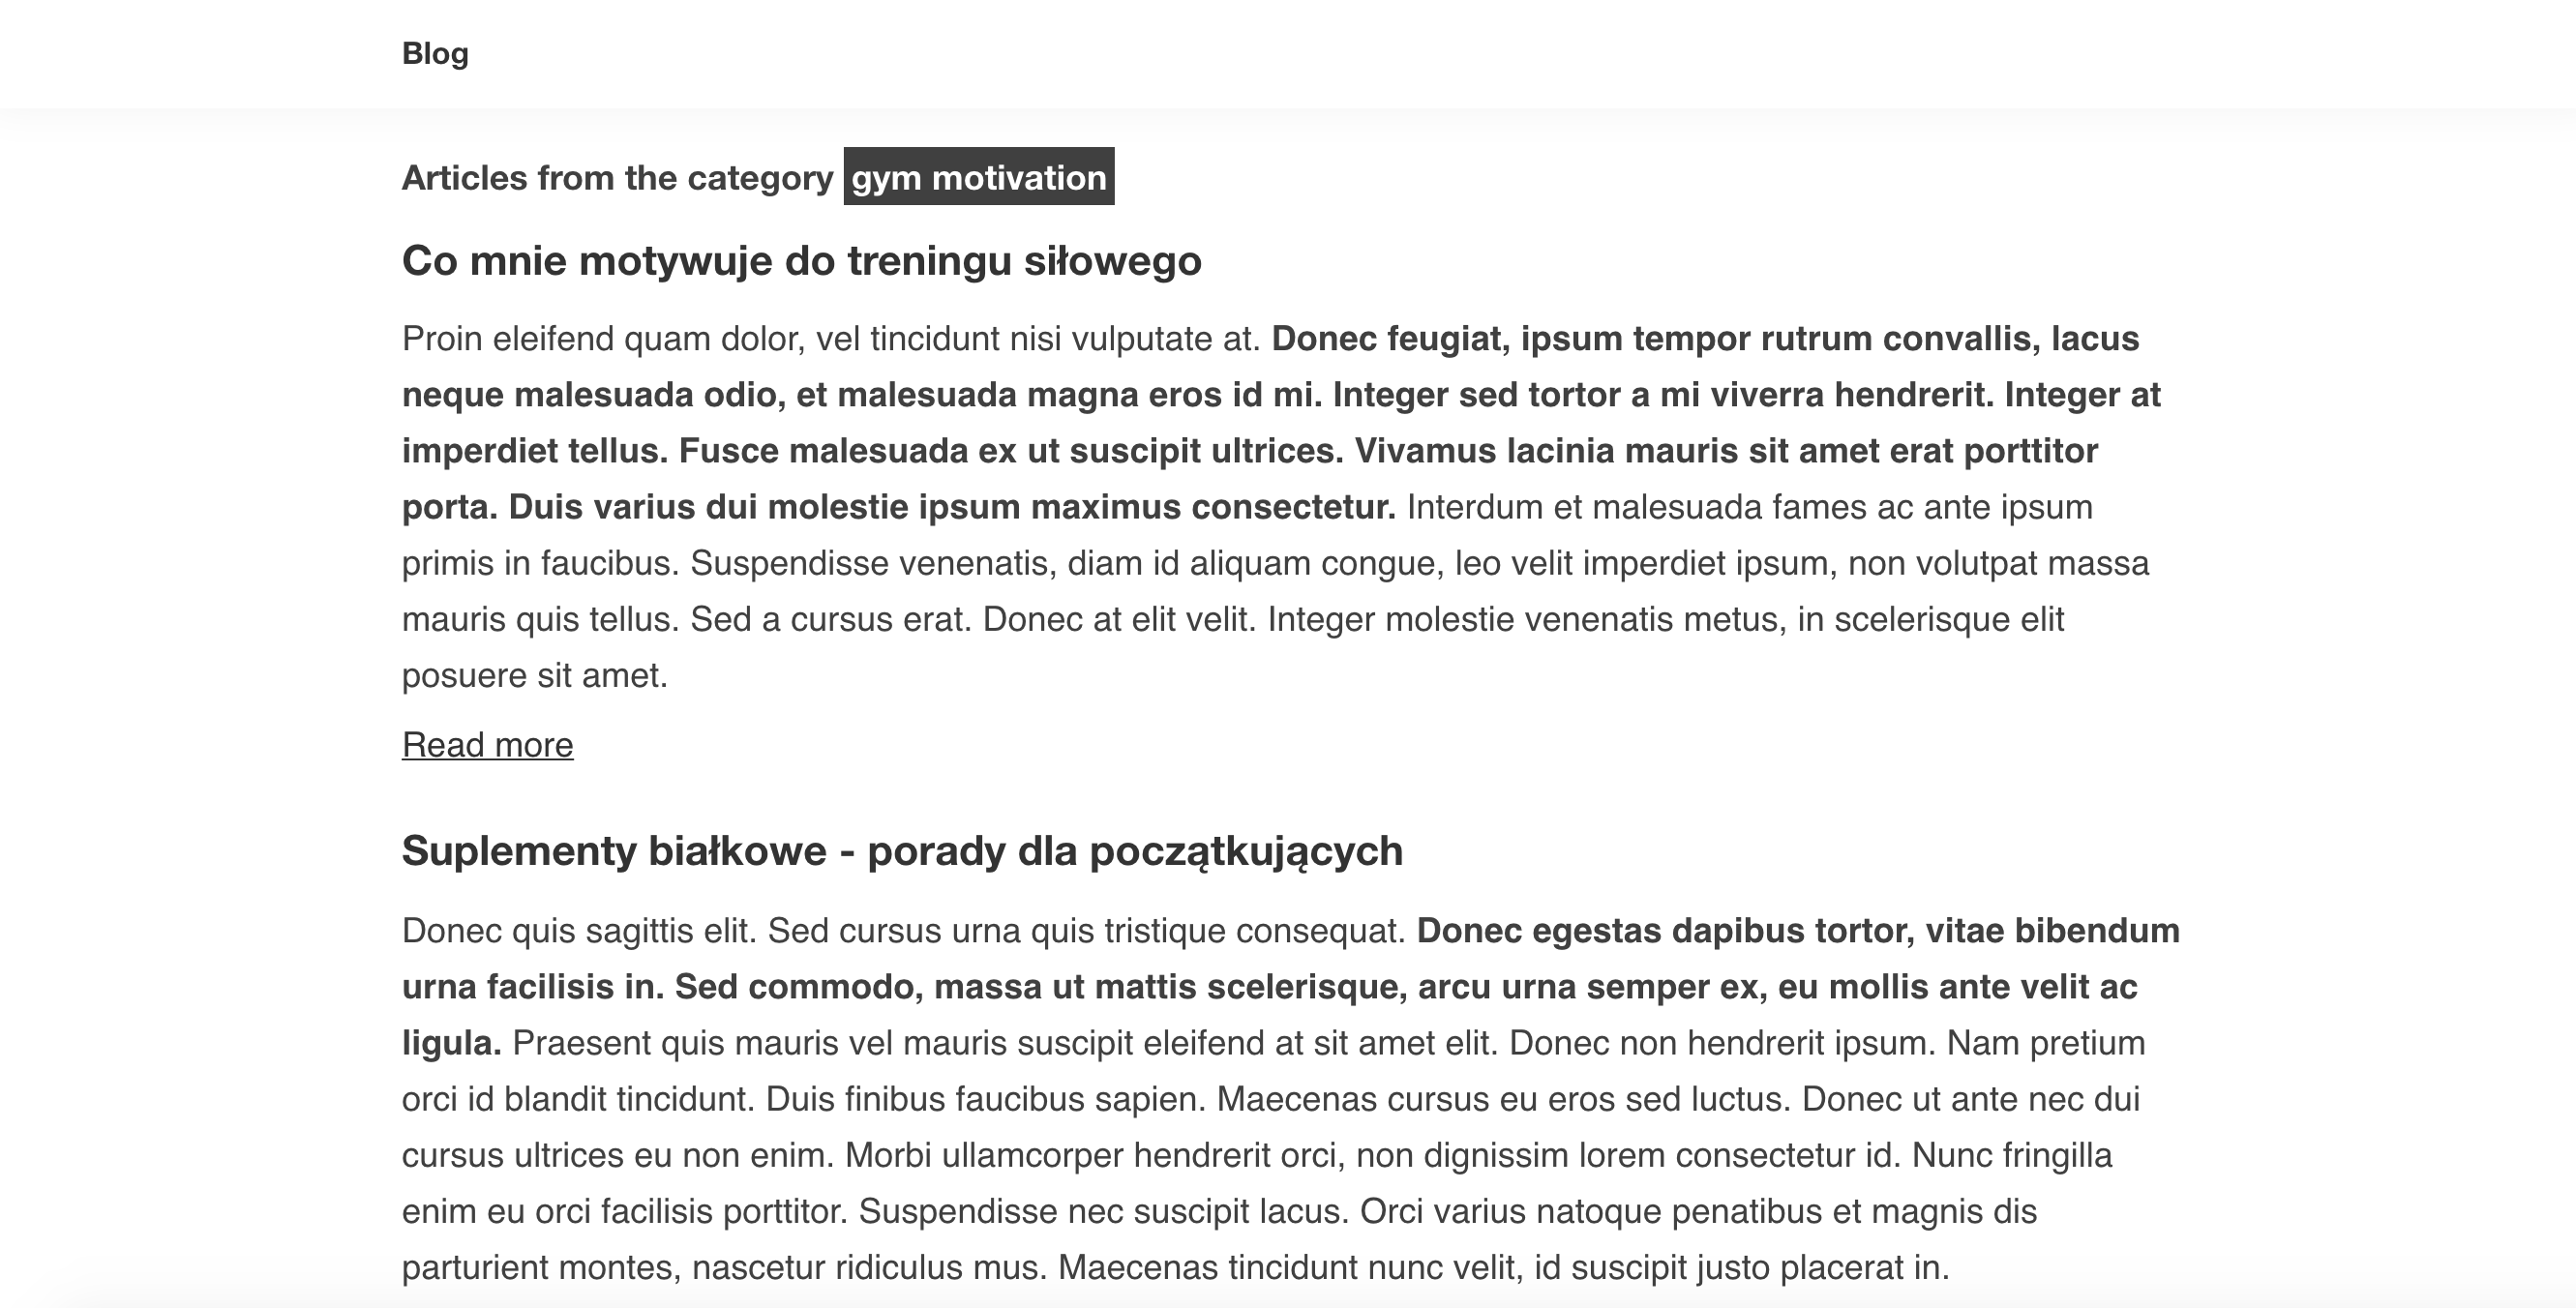 Blog
Articles from the category gym motivation
Co mnie motywuje do treningu siłowego
Proin eleifend quam dolor, vel tincidunt nisi vulputate at. Donec feugiat, ipsum tempor rutrum convallis, lacus
neque malesuada odio, et malesuada magna eros id mi. Integer sed tortor a mi viverra hendrerit. Integer at
imperdiet tellus. Fusce malesuada ex ut suscipit ultrices. Vivamus lacinia mauris sit amet erat porttitor
porta. Duis varius dui molestie ipsum maximus consectetur. Interdum et malesuada fames ac ante ipsum
primis in faucibus. Suspendisse venenatis, diam id aliquam congue, leo velit imperdiet ipsum, non volutpat massa
mauris quis tellus. Sed a cursus erat. Donec at elit velit. Integer molestie venenatis metus, in scelerisque elit
posuere sit amet.
Read more
Suplementy białkowe - porady dla początkujących
Donec quis sagittis elit. Sed cursus urna quis tristique consequat. Donec egestas dapibus tortor, vitae bibendum
urna facilisis in. Sed commodo, massa ut mattis scelerisque, arcu urna semper ex, eu mollis ante velit ac
ligula. Praesent quis mauris vel mauris suscipit eleifend at sit amet elit. Donec non hendrerit ipsum. Nam pretium
orci id blandit tincidunt. Duis finibus faucibus sapien. Maecenas cursus eu eros sed luctus. Donec ut ante nec dui
cursus ultrices eu non enim. Morbi ullamcorper hendrerit orci, non dignissim lorem consectetur id. Nunc fringilla
enim eu orci facilisis porttitor. Suspendisse nec suscipit lacus. Orci varius natoque penatibus et magnis dis
parturient montes, nascetur ridiculus mus. Maecenas tincidunt nunc velit, id suscipit justo placerat in.